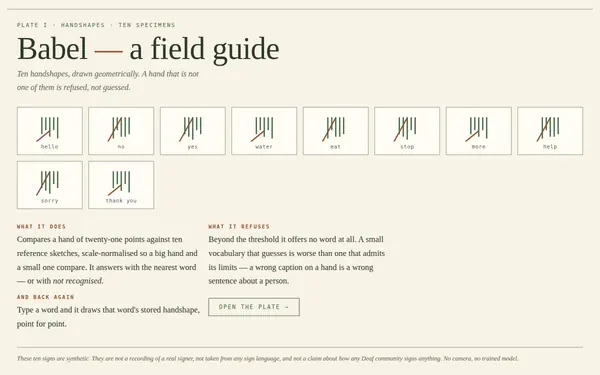 PLATE I · HANDSHAPES · TEN SPECIMENS
Babel — a field guide
Ten handshapes, drawn geometrically. A hand that is not
one of them is refused, not guessed.
hello
no
yes
water
eat
stop
more
help
sorry
thank you
WHAT IT DOES
Compares a hand of twenty-one points against ten
reference sketches, scale-normalised so a big hand and
a small one compare. It answers with the nearest word
— or with not recognised.
AND BACK AGAIN
Type a word and it draws that word's stored handshape,
point for point.
WHAT IT REFUSES
Beyond the threshold it offers no word at all. A small
vocabulary that guesses is worse than one that admits
its limits — a wrong caption on a hand is a wrong
sentence about a person.
OPEN THE PLATE →
These ten signs are synthetic. They are not a recording of a real signer, not taken from any sign language, and not a claim about how any Deaf community signs anything. No camera, no trained model.